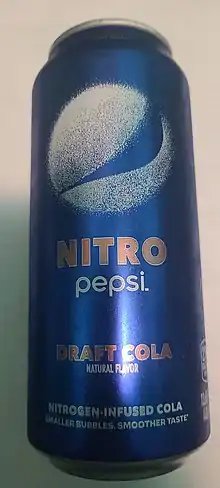 NITRO
pepsi.
DRAFT COLA
NATURAL FLAVOR
NITROGEN-INFUSED COLA
SMALLER BUBBLES. SMOOTHER TASTE*